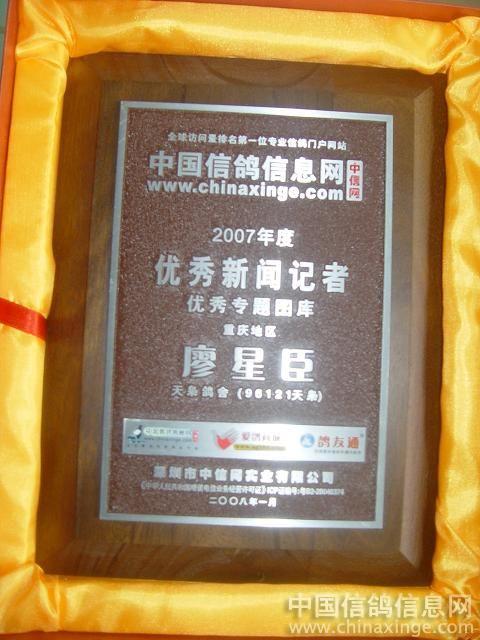 全球访问量排名第一位专业信鸽门户网站
中国信鸽信息网
中信网
www.chinaxinge.com
2007年度
优秀新闻记者
优秀专题图库
重庆地区
廖星臣
天枭鸽舍（96121天枭）
鸽友通
深圳市中信网实业有限公司
二〇〇八年一月
中国信鸽信息网
www.chinaxinge.com